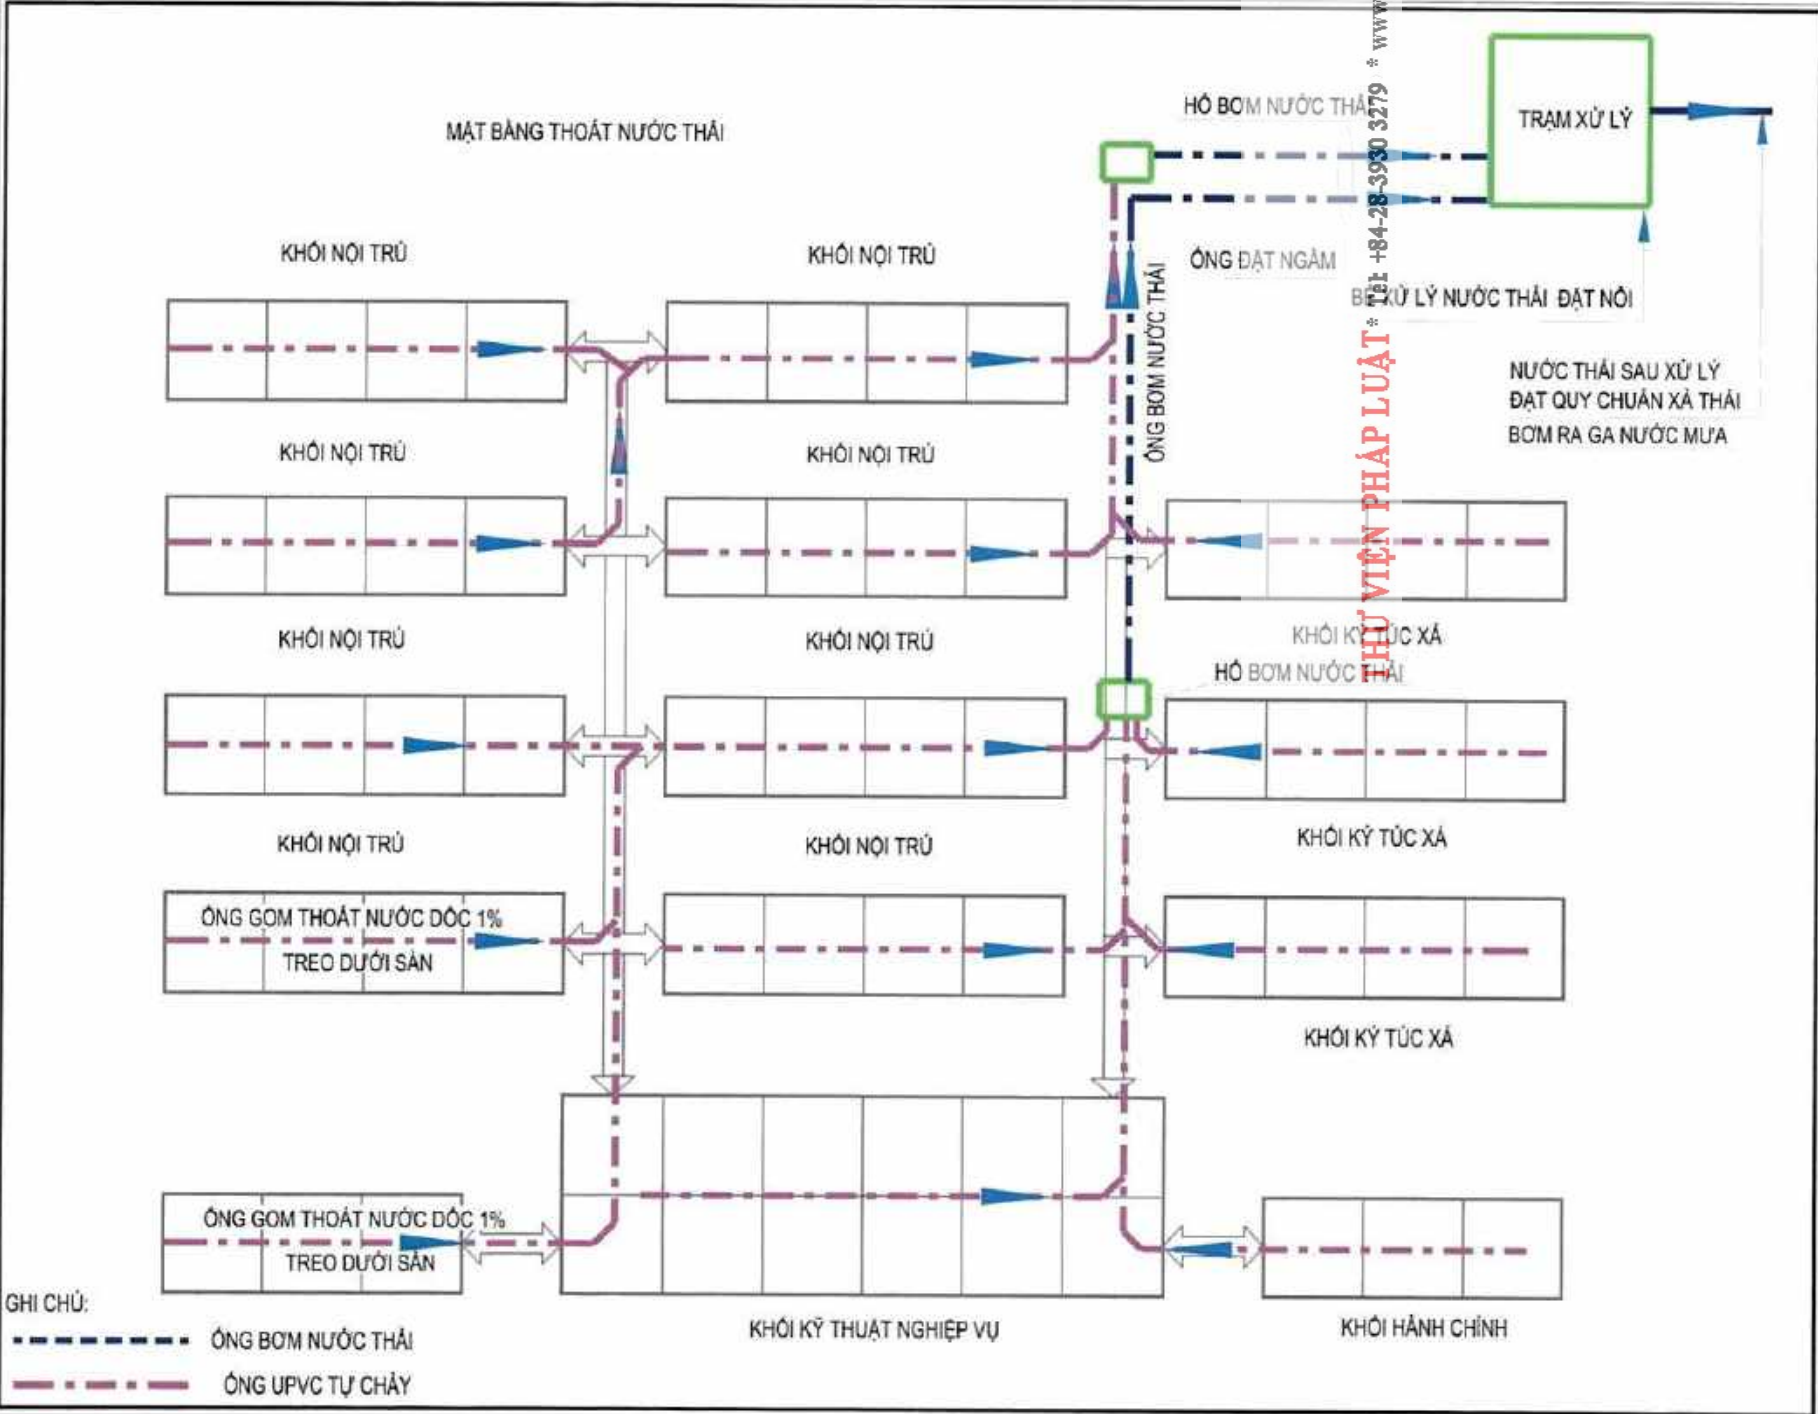 MẶT BẰNG THOÁT NƯỚC THẢI
HỐ BƠM NƯỚC THẢI
TRẠM XỬ LÝ
KHỐI NỘI TRÚ
KHỐI NỘI TRÚ
ỐNG ĐẶT NGẦM
ỐNG BƠM NƯỚC THẢI
BỂ XỬ LÝ NƯỚC THẢI ĐẶT NỔI
NƯỚC THẢI SAU XỬ LÝ
ĐẠT QUY CHUẨN XẢ THẢI
BƠM RA GA NƯỚC MƯA
KHỐI NỘI TRÚ
KHỐI NỘI TRÚ
KHỐI NỘI TRÚ
KHỐI NỘI TRÚ
KHỐI KÝ TÚC XÁ
HỐ BƠM NƯỚC THẢI
KHỐI NỘI TRÚ
KHỐI NỘI TRÚ
KHỐI KÝ TÚC XÁ
ỐNG GOM THOÁT NƯỚC DỐC 1%
TREO DƯỚI SÀN
KHỐI KÝ TÚC XÁ
ỐNG GOM THOÁT NƯỚC DỐC 1%
TREO DƯỚI SÀN
KHỐI KỸ THUẬT NGHIỆP VỤ
KHỐI HÀNH CHÍNH
GHI CHÚ:
ỐNG BƠM NƯỚC THẢI
ỐNG UPVC TỰ CHẢY
THƯ VIỆN PHÁP LUẬT * Tel: +84-28-3930 3279 * www